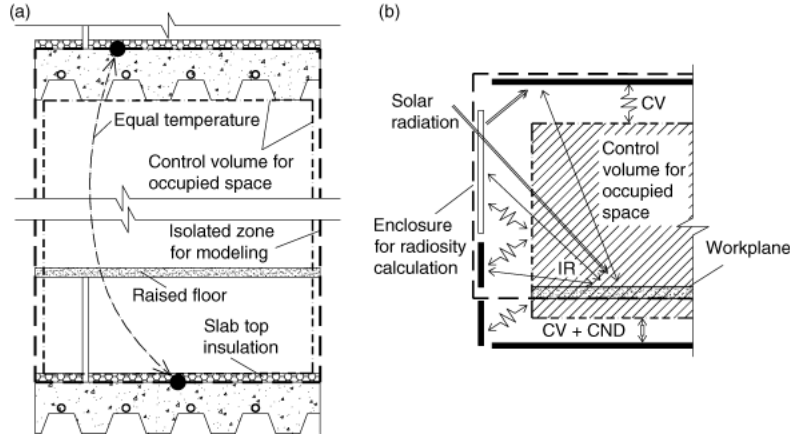 (a)
Equal temperature
Control volume for
occupied space
Isolated zone
for modeling
Raised floor
Slab top
insulation
(b)
Solar
radiation
CV
Control
volume for
occupied
space
Enclosure
for radiosity
calculation
Workplane
IR
CV + CND